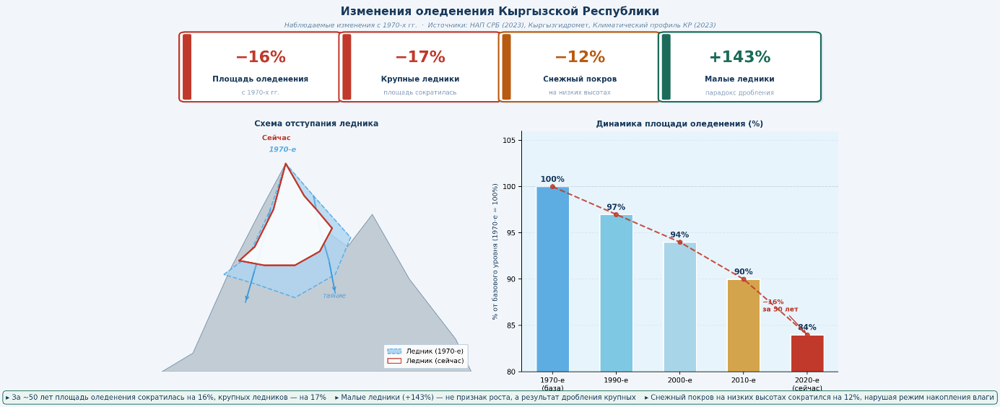 Изменения оледенения Кыргызской Республики
Наблюдаемые изменения с 1970-х гг. · Источники: НАП СРБ (2023), Кыргызгидромет, Климатический профиль КР (2023)
−16%
Площадь оледенения
с 1970-х гг.
−17%
Крупные ледники
площадь сократилась
−12%
Снежный покров
на низких высотах
+143%
Малые ледники
парадокс дробления
Схема отступания ледника
Сейчас
1970-е
таяние
Ледник (1970-е)
Ледник (сейчас)
Динамика площади оледенения (%)
% от базового уровня (1970-е = 100%)
105
100
95
90
85
80
100%
97%
94%
90%
84%
−16%
за 50 лет
1970-е
(база)
1990-е
2000-е
2010-е
2020-е
(сейчас)
▸ За ~50 лет площадь оледенения сократилась на 16%, крупных ледников — на 17% ▸ Малые ледники (+143%) — не признак роста, а результат дробления крупных ▸ Снежный покров на низких высотах сократился на 12%, нарушая режим накопления влаги